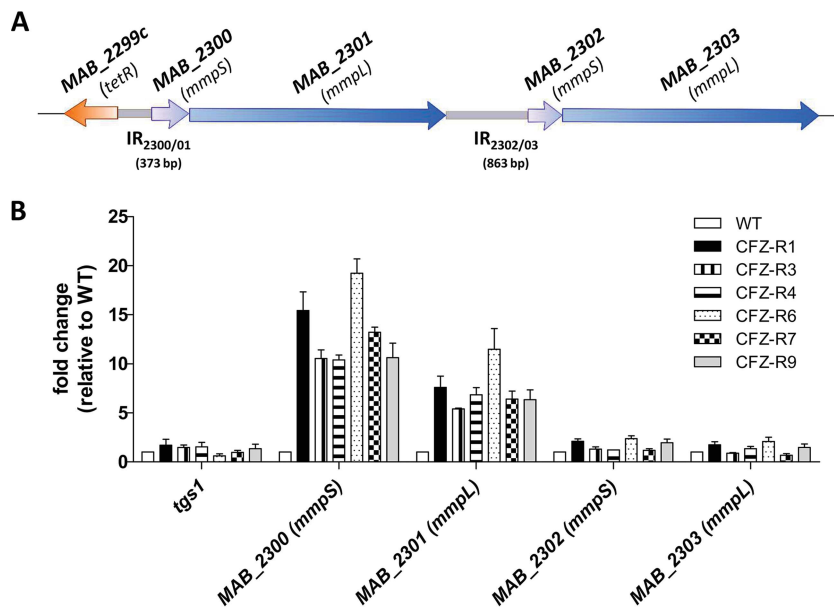 A
MAB_2299c
(tetR)
MAB_2300
(mmpS)
MAB_2301
(mmpL)
MAB_2302
(mmpS)
MAB_2303
(mmpL)
IR2300/01
(373 bp)
IR2302/03
(863 bp)
B
fold change
(relative to WT)
25
20
15
10
5
0
WT
CFZ-R1
CFZ-R3
CFZ-R4
CFZ-R6
CFZ-R7
CFZ-R9
tgs1
MAB_2300 (mmpS)
MAB_2301 (mmpL)
MAB_2302 (mmpS)
MAB_2303 (mmpL)